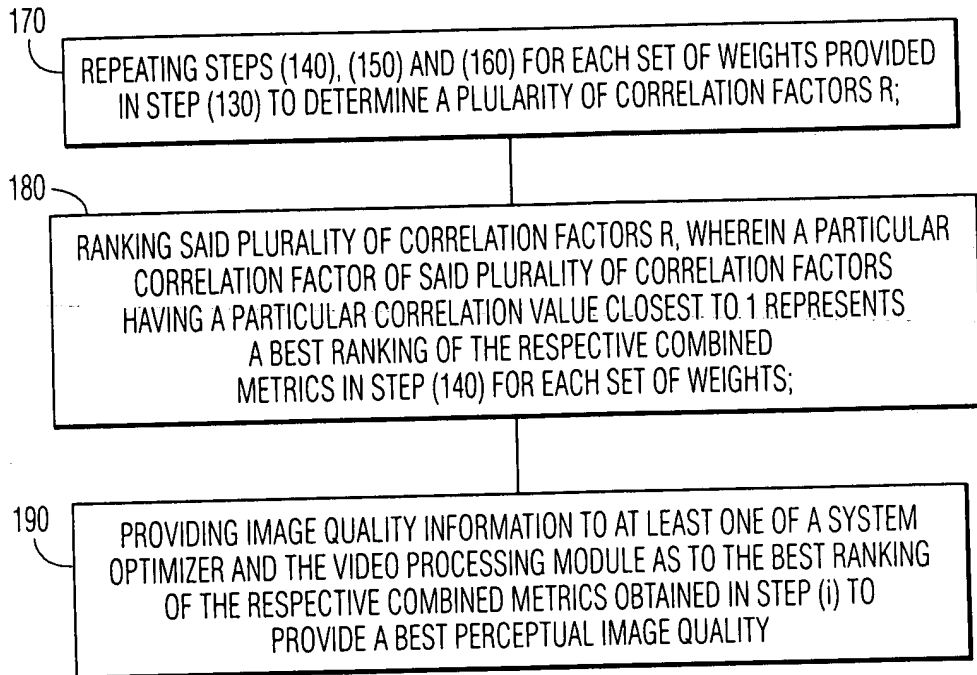 170
REPEATING STEPS (140), (150) AND (160) FOR EACH SET OF WEIGHTS PROVIDED
IN STEP (130) TO DETERMINE A PLULARITY OF CORRELATION FACTORS R;
180
RANKING SAID PLURALITY OF CORRELATION FACTORS R, WHEREIN A PARTICULAR
CORRELATION FACTOR OF SAID PLURALITY OF CORRELATION FACTORS
HAVING A PARTICULAR CORRELATION VALUE CLOSEST TO 1 REPRESENTS
A BEST RANKING OF THE RESPECTIVE COMBINED
METRICS IN STEP (140) FOR EACH SET OF WEIGHTS;
190
PROVIDING IMAGE QUALITY INFORMATION TO AT LEAST ONE OF A SYSTEM
OPTIMIZER AND THE VIDEO PROCESSING MODULE AS TO THE BEST RANKING
OF THE RESPECTIVE COMBINED METRICS OBTAINED IN STEP (i) TO
PROVIDE A BEST PERCEPTUAL IMAGE QUALITY